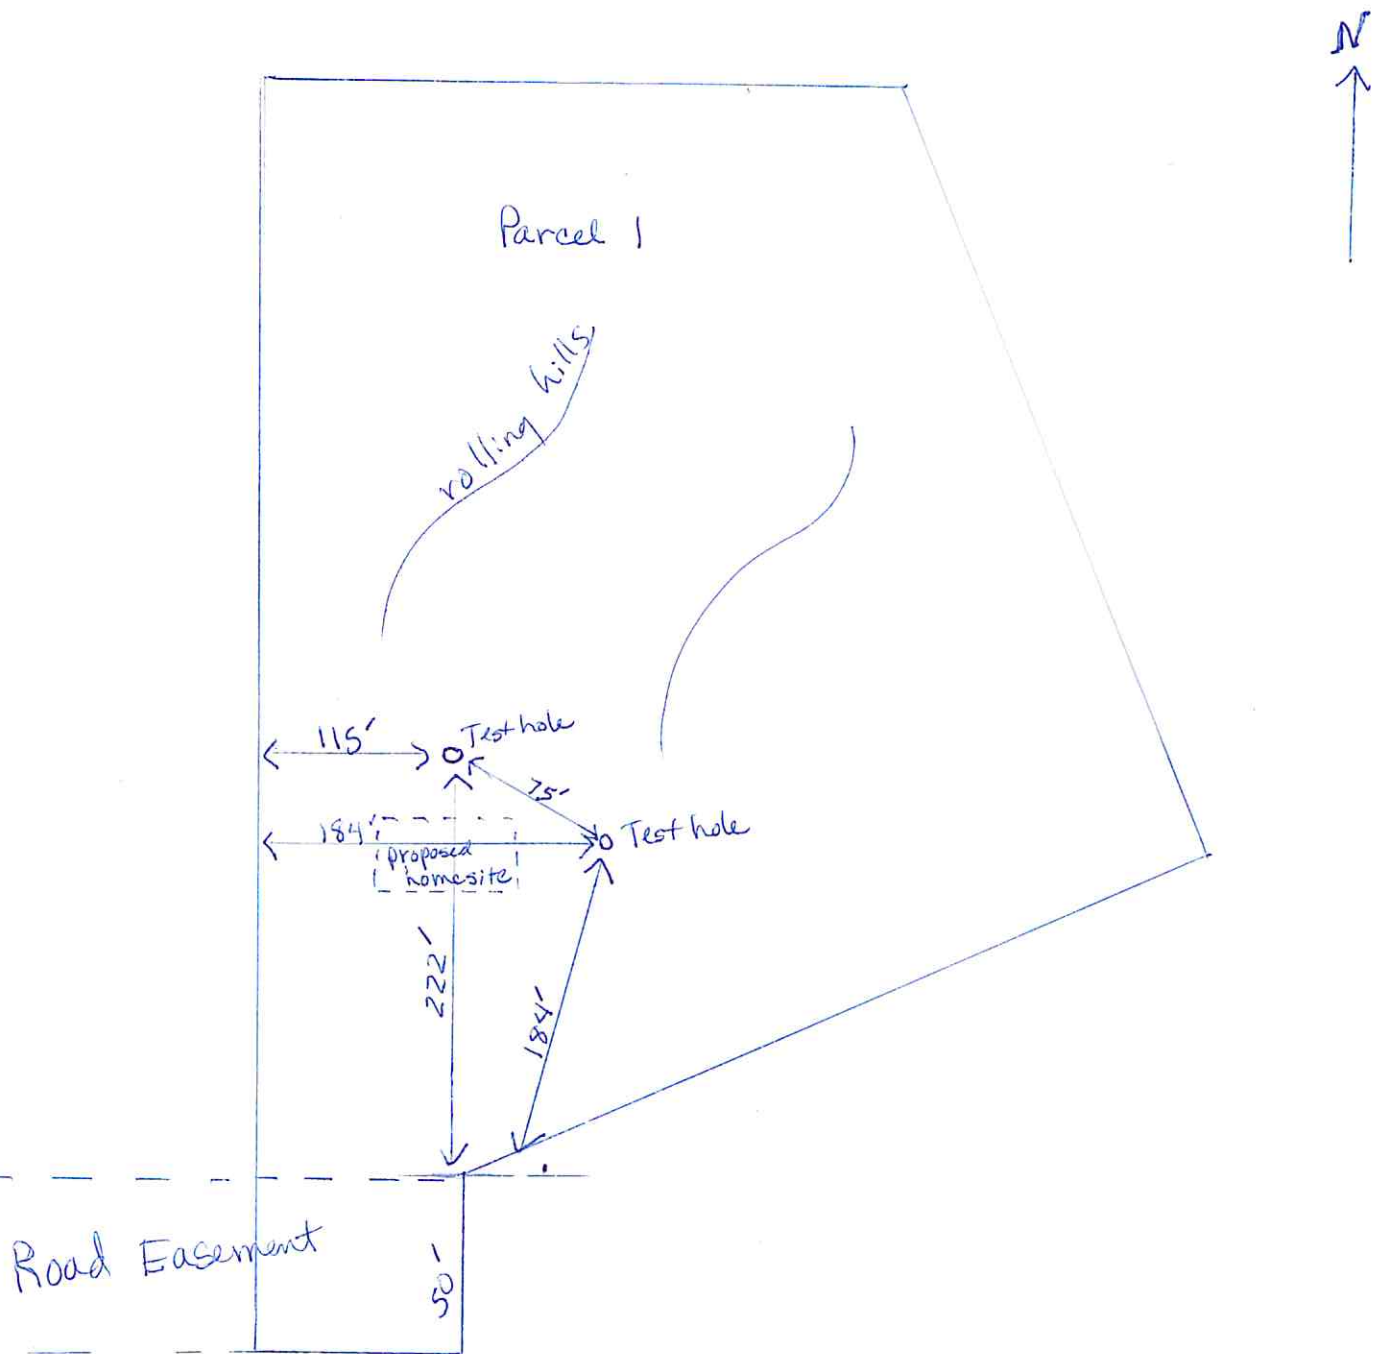 N
Parcel 1
rolling hills
115'
Test hole
75'
184'
Test hole
proposed
homesite
222'
184'
Road Easement
50'